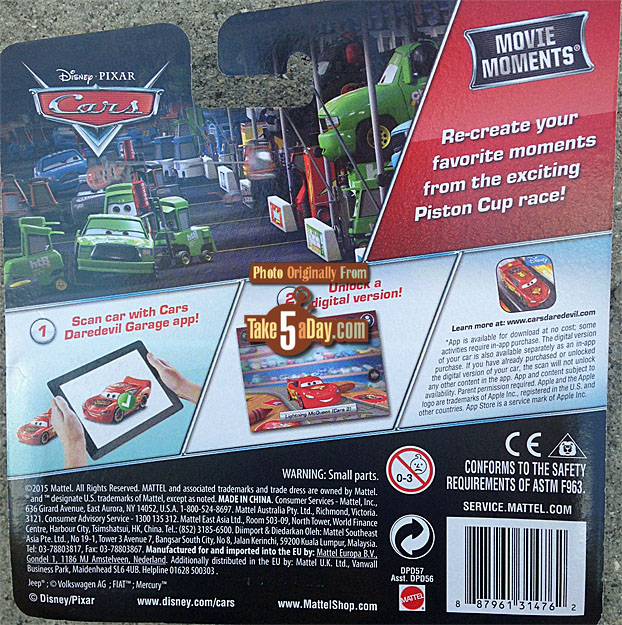 Disney · PIXAR
Cars
MOVIE
MOMENTS®
Re-create your
favorite moments
from the exciting
Piston Cup race!
Photo Originally From
Take 5 aDay.com
1
Scan car with Cars
Daredevil Garage app!
2
Unlock a
digital version!
Lightning McQueen (Cars 2)
Disney
Learn more at: www.carsdaredevil.com
*App is available for download at no cost; some
activities require in-app purchase. The digital version
of your car is also available separately as an in-app
purchase. If you have already purchased or unlocked
the digital version of your car, the scan will not unlock
any other content in the app. App and content subject to
availability. Parent permission required. Apple and the Apple
logo are trademarks of Apple Inc., registered in the U.S. and
other countries. App Store is a service mark of Apple Inc.
WARNING: Small parts.
0-3
CE
CONFORMS TO THE SAFETY
REQUIREMENTS OF ASTM F963.
SERVICE.MATTEL.COM
©2015 Mattel. All Rights Reserved. MATTEL and associated trademarks and trade dress are owned by Mattel.
® and ™ designate U.S. trademarks of Mattel, except as noted. MADE IN CHINA. Consumer Services - Mattel, Inc.,
636 Girard Avenue, East Aurora, NY 14052, U.S.A. 1-800-524-8697. Mattel Australia Pty. Ltd., Richmond, Victoria.
3121. Consumer Advisory Service - 1300 135 312. Mattel East Asia Ltd., Room 503-09, North Tower, World Finance
Centre, Harbour City, Tsimshatsui, HK, China. Tel.: (852) 3185-6500. Diimport & Diedarkan Oleh: Mattel Southeast
Asia Pte. Ltd., No 19-1, Tower 3 Avenue 7, Bangsar South City, No 8, Jalan Kerinchi, 59200 Kuala Lumpur, Malaysia.
Tel: 03-78803817, Fax: 03-78803867. Manufactured for and imported into the EU by: Mattel Europa B.V.,
Gondel 1, 1186 MJ Amstelveen, Nederland. Additionally distributed in the EU by: Mattel U.K. Ltd., Vanwall
Business Park, Maidenhead SL6 4UB. Helpline 01628 500303.
Jeep®; © Volkswagen AG ; FIAT™; Mercury™
© Disney/Pixar
www.disney.com/cars
www.MattelShop.com
DPD57
Asst. DPD56
MATTEL
8 87961 31476 2